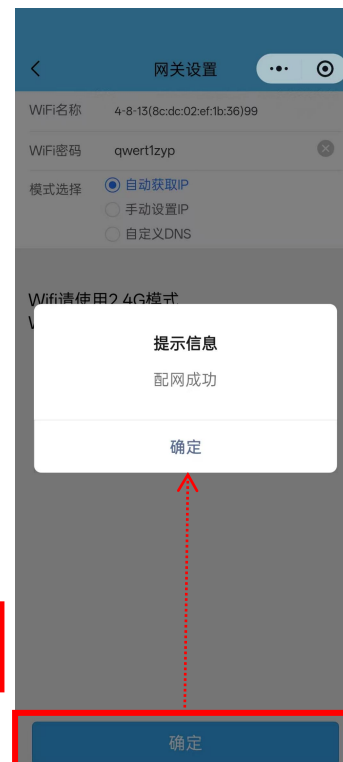 网关设置
WiFi名称 4-8-13(8c:dc:02:ef:1b:36)99
WiFi密码 qwert1zyp
模式选择 自动获取IP
手动设置IP
自定义DNS
Wifi请使用2.4G模式
提示信息
配网成功
确定
确定